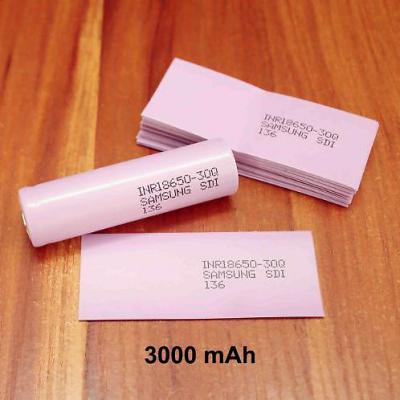 INR18650-30Q
SAMSUNG SDI
136
INR18650-30Q
SAMSUNG SDI
136
INR18650-30Q
SAMSUNG SDI
136
3000 mAh